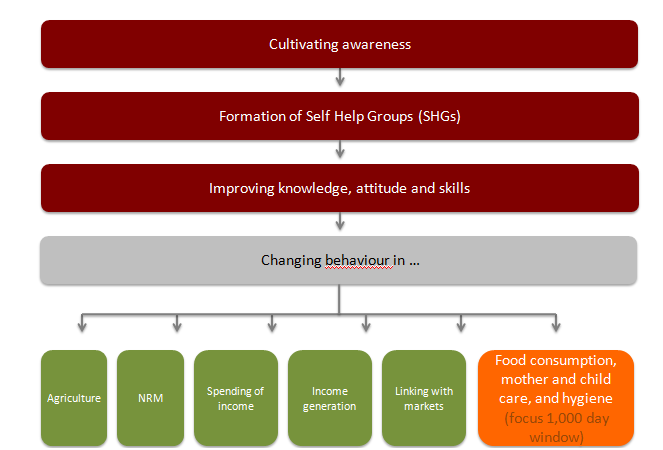 Cultivating awareness
Formation of Self Help Groups (SHGs)
Improving knowledge, attitude and skills
Changing behaviour in ...
Agriculture
NRM
Spending of
income
Income
generation
Linking with
markets
Food consumption,
mother and child
care, and hygiene
(focus 1,000 day
window)